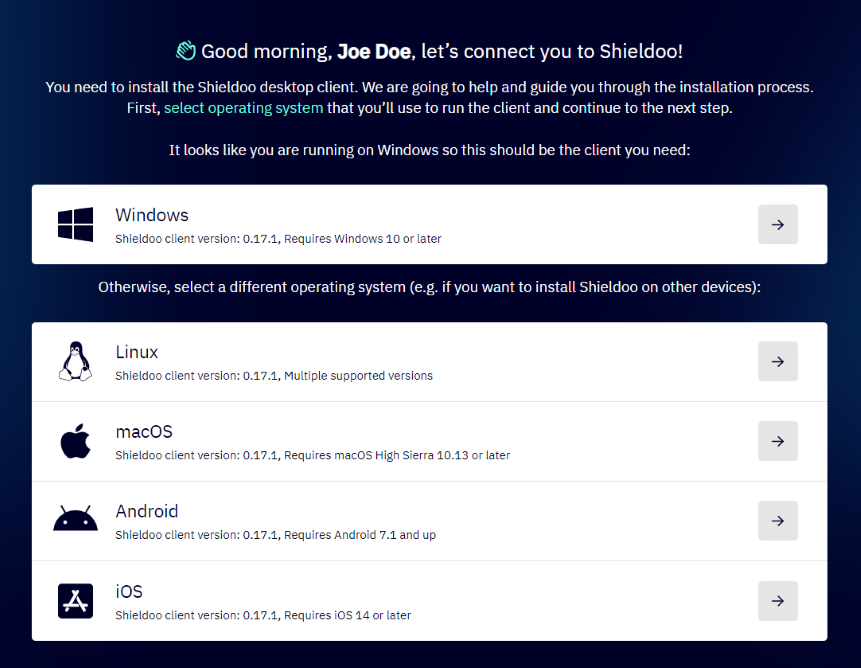 Good morning, Joe Doe, let’s connect you to Shieldoo!
You need to install the Shieldoo desktop client. We are going to help and guide you through the installation process.
First, select operating system that you’ll use to run the client and continue to the next step.
It looks like you are running on Windows so this should be the client you need:
Windows
Shieldoo client version: 0.17.1, Requires Windows 10 or later
Otherwise, select a different operating system (e.g. if you want to install Shieldoo on other devices):
Linux
Shieldoo client version: 0.17.1, Multiple supported versions
macOS
Shieldoo client version: 0.17.1, Requires macOS High Sierra 10.13 or later
Android
Shieldoo client version: 0.17.1, Requires Android 7.1 and up
iOS
Shieldoo client version: 0.17.1, Requires iOS 14 or later